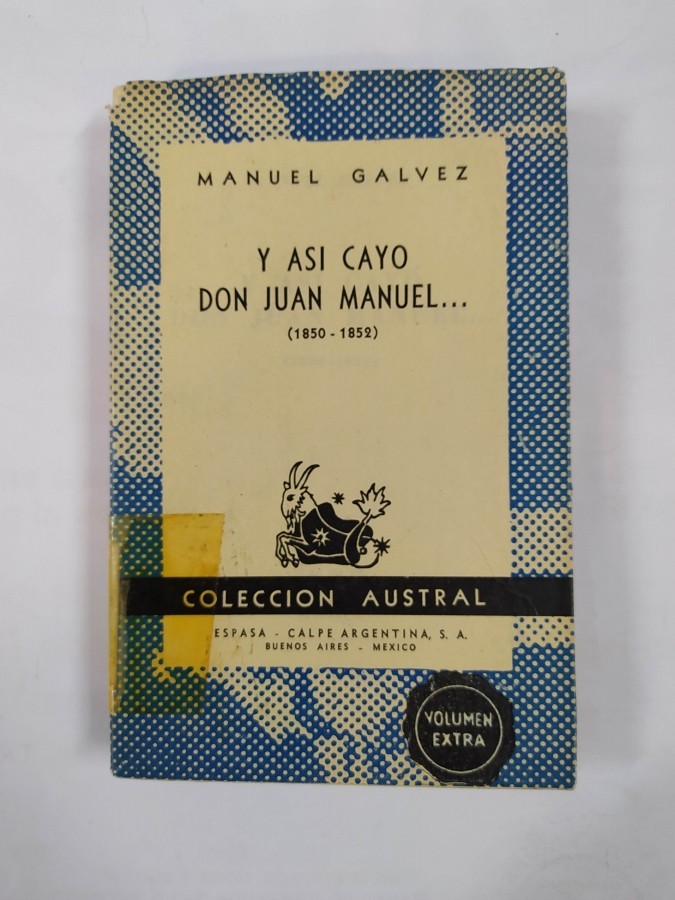 MANUEL GALVEZ
Y ASI CAYO
DON JUAN MANUEL...
(1850-1852)
COLECCION AUSTRAL
ESPASA - CALPE ARGENTINA, S. A.
BUENOS AIRES - MEXICO
VOLUMEN
EXTRA